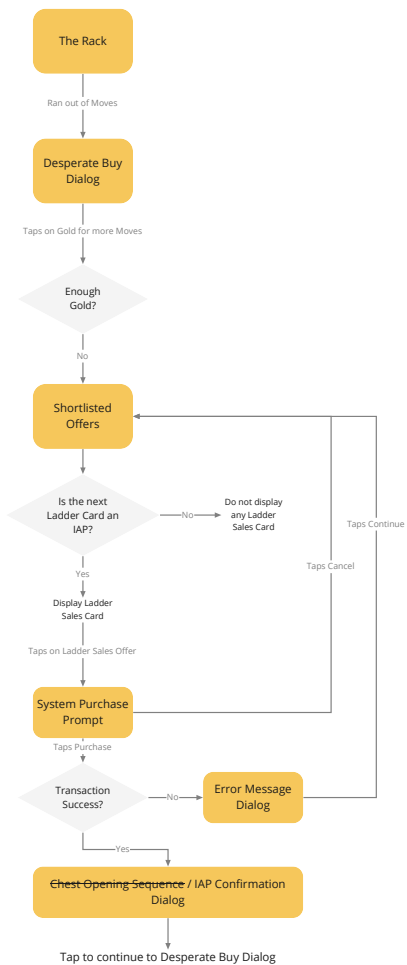 The Rack
Ran out of Moves
Desperate Buy
Dialog
Taps on Gold for more Moves
Enough
Gold?
No
Shortlisted
Offers
Is the next
Ladder Card an
IAP?
No
Do not display
any Ladder
Sales Card
Taps Continue
Taps Cancel
Yes
Display Ladder
Sales Card
Taps on Ladder Sales Offer
System Purchase
Prompt
Taps Purchase
Transaction
Success?
No
Error Message
Dialog
Yes
Chest Opening Sequence / IAP Confirmation
Dialog
Tap to continue to Desperate Buy Dialog